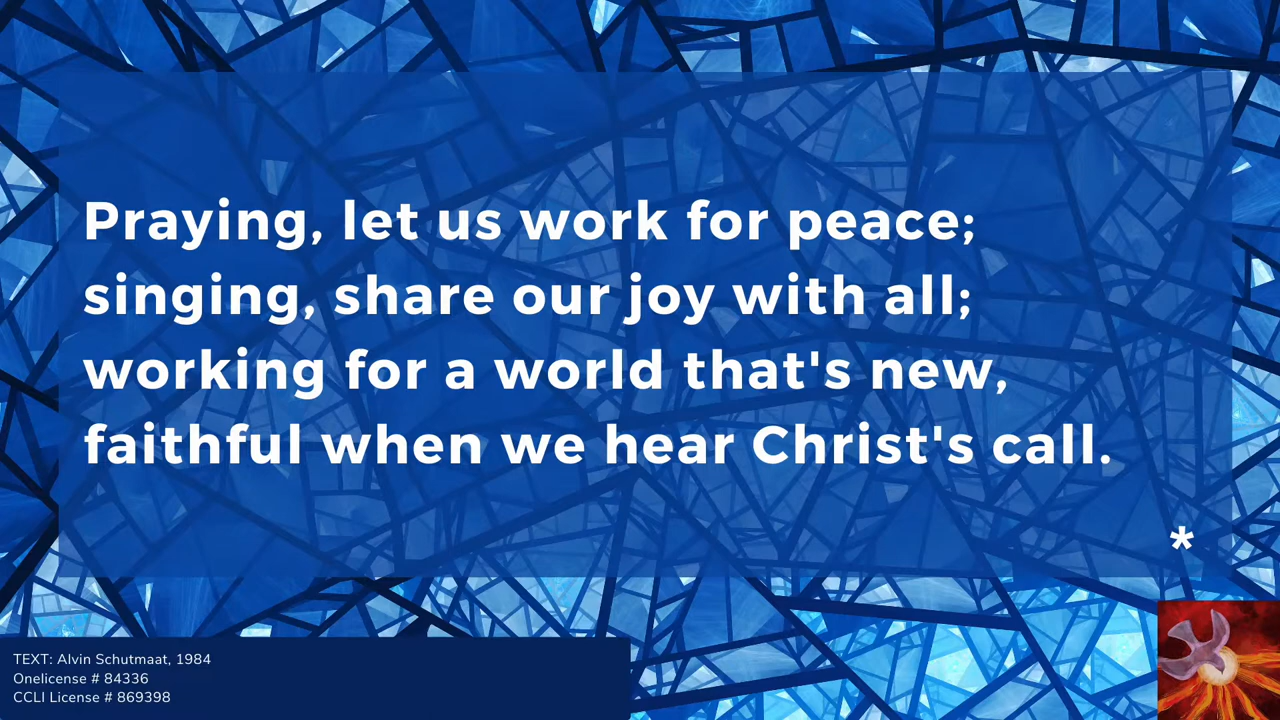 Praying, let us work for peace;
singing, share our joy with all;
working for a world that's new,
faithful when we hear Christ's call.
*
TEXT: Alvin Schutmaat, 1984
Onelicense # 84336
CCLI License # 869398